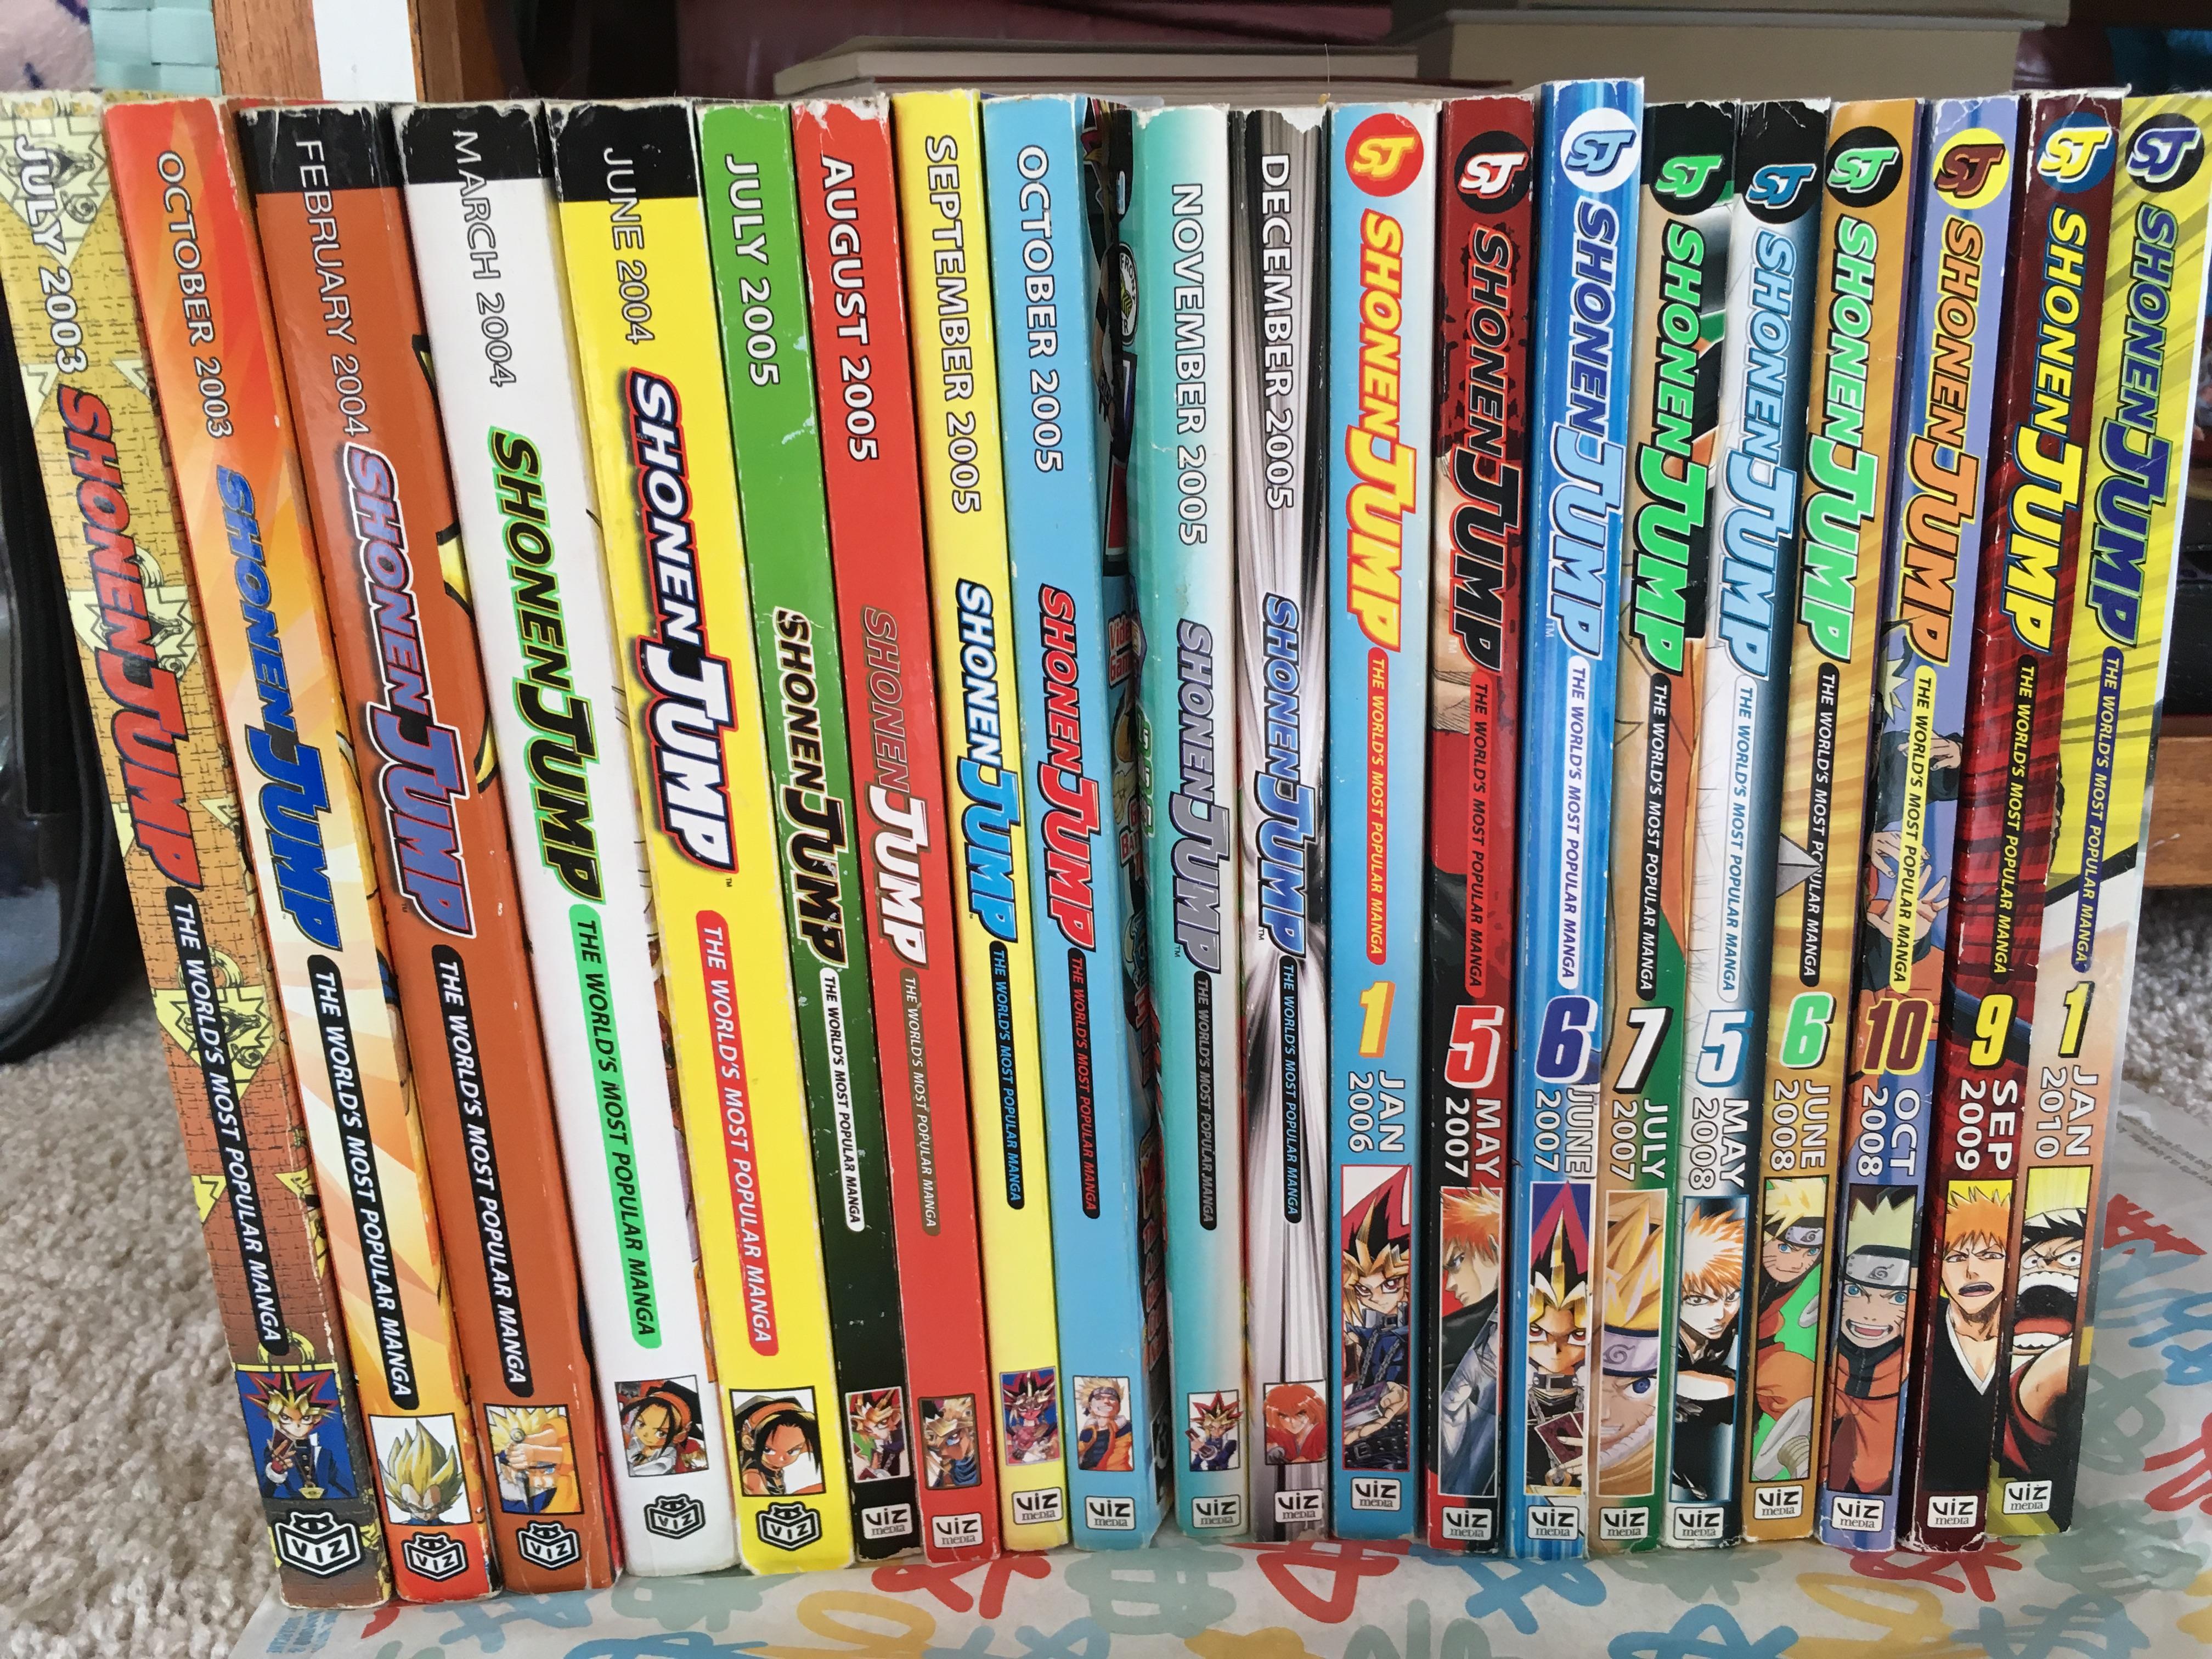 JULY 2003
SHONEN JUMP
THE WORLD'S MOST POPULAR MANGA
VIZ
OCTOBER 2003
SHONEN JUMP
THE WORLD'S MOST POPULAR MANGA
VIZ
FEBRUARY 2004
SHONEN JUMP
THE WORLD'S MOST POPULAR MANGA
VIZ
MARCH 2004
SHONEN JUMP
THE WORLD'S MOST POPULAR MANGA
VIZ
JUNE 2004
SHONEN JUMP™
THE WORLD'S MOST POPULAR MANGA
VIZ
JULY 2005
SHONEN JUMP
THE WORLD'S MOST POPULAR MANGA
VIZ media
AUGUST 2005
SHONEN JUMP
THE WORLD'S MOST POPULAR MANGA
VIZ media
SEPTEMBER 2005
SHONEN JUMP
THE WORLD'S MOST POPULAR MANGA
VIZ media
OCTOBER 2005
SHONEN JUMP
THE WORLD'S MOST POPULAR MANGA
VIZ media
NOVEMBER 2005
SHONEN JUMP™
THE WORLD'S MOST POPULAR MANGA
VIZ media
DECEMBER 2005
SHONEN JUMP™
THE WORLD'S MOST POPULAR MANGA
VIZ media
SJ
SHONEN JUMP
THE WORLD'S MOST POPULAR MANGA
1
JAN
2006
VIZ media
SJ
SHONEN JUMP™
THE WORLD'S MOST POPULAR MANGA
5
MAY
2007
VIZ media
SJ
SHONEN JUMP™
THE WORLD'S MOST POPULAR MANGA
6
JUNE
2007
VIZ media
SJ
SHONEN JUMP
THE WORLD'S MOST POPULAR MANGA
7
JULY
2007
VIZ media
SJ
SHONEN JUMP
THE WORLD'S MOST POPULAR MANGA
5
MAY
2008
VIZ media
SJ
SHONEN JUMP
THE WORLD'S MOST POPULAR MANGA
6
JUNE
2008
VIZ media
SJ
SHONEN JUMP
THE WORLD'S MOST POPULAR MANGA
10
OCT
2008
VIZ media
SJ
SHONEN JUMP
THE WORLD'S MOST POPULAR MANGA
9
SEP
2009
VIZ media
SJ
SHONEN JUMP
THE WORLD'S MOST POPULAR MANGA
1
JAN
2010
VIZ media